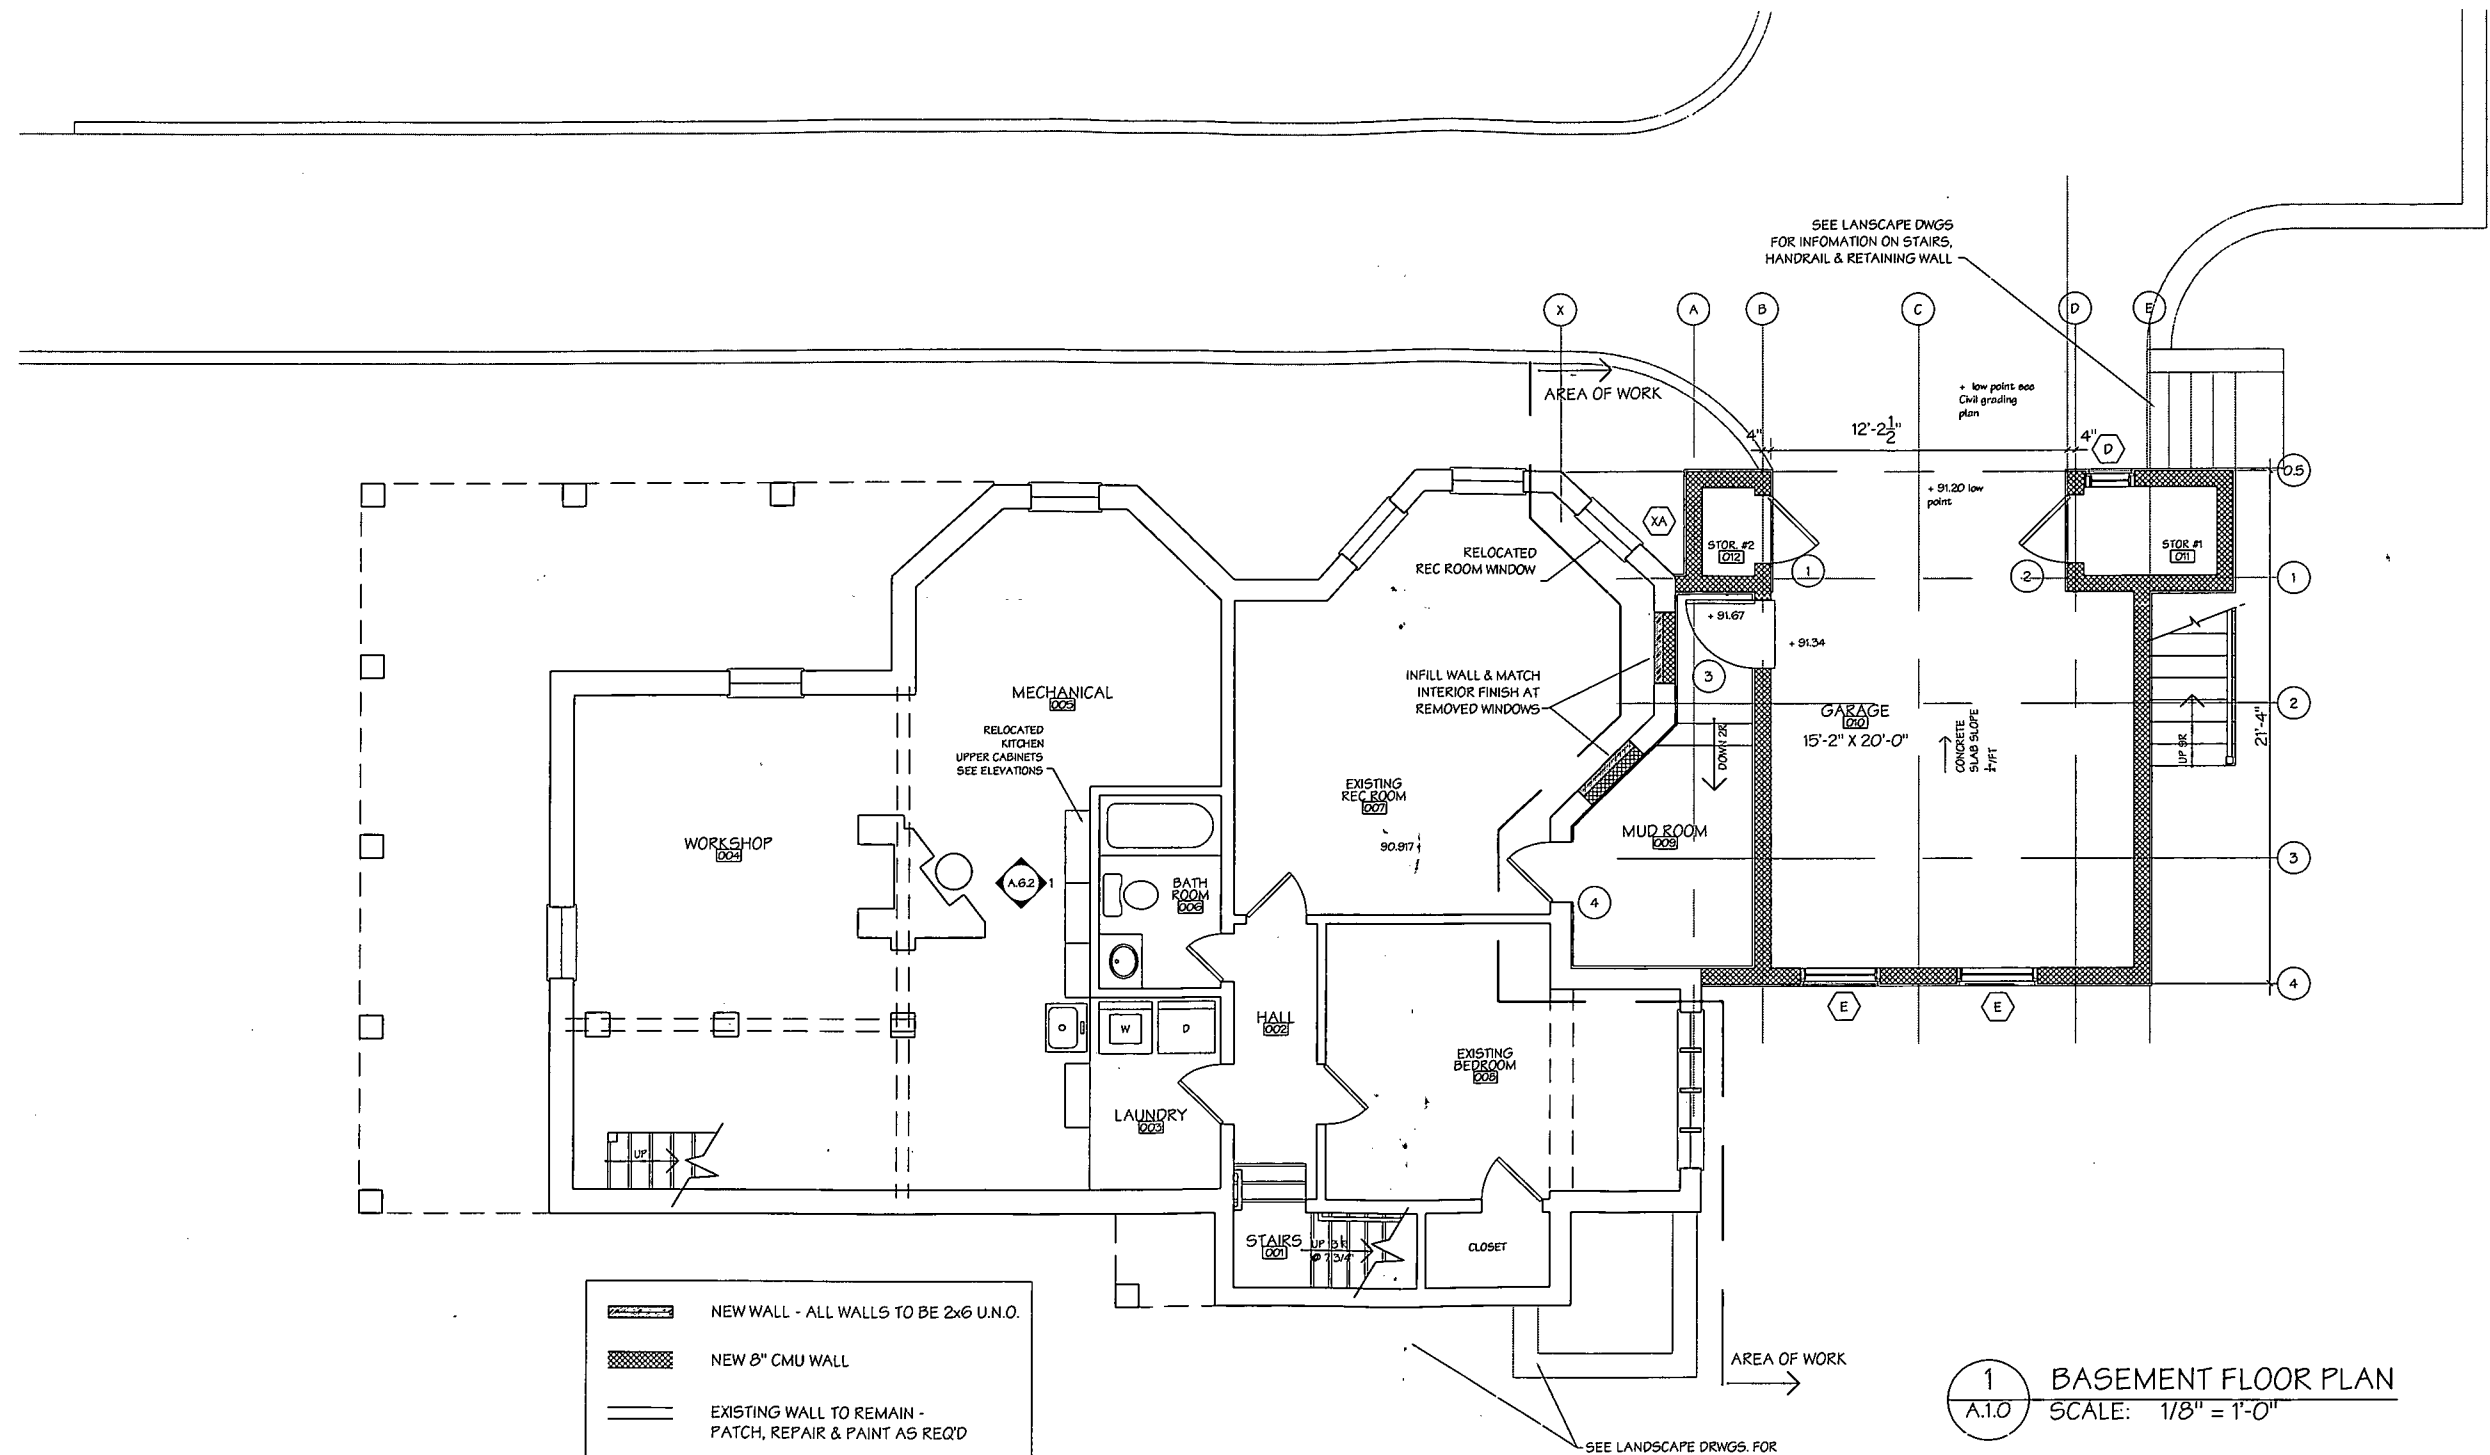 SEE LANSCAPE DWGS
FOR INFOMATION ON STAIRS,
HANDRAIL & RETAINING WALL
X
A
B
C
D
E
AREA OF WORK
+ low point see
Civil grading
plan
4"
12'-2 1/2"
4"
D
0.5
+ 91.20 low
point
XA
RELOCATED
REC ROOM WINDOW
STOR. #2
012
1
2
STOR #1
011
1
+ 91.67
+ 91.34
3
INFILL WALL & MATCH
INTERIOR FINISH AT
REMOVED WINDOWS
MECHANICAL
005
RELOCATED
KITCHEN
UPPER CABINETS
SEE ELEVATIONS
GARAGE
010
15'-2" X 20'-0"
CONCRETE
SLAB SLOPE
"/FT
DOWN 2R
UP 9R
21'-4"
2
EXISTING
REC ROOM
007
90.917
MUD ROOM
009
3
WORKSHOP
004
A.6.2
1
BATH
ROOM
006
4
4
E
E
W
D
HALL
002
EXISTING
BEDROOM
008
LAUNDRY
003
UP
STAIRS
001
UP 13 R
@ 7 3/4"
CLOSET
NEW WALL - ALL WALLS TO BE 2x6 U.N.O.
NEW 8" CMU WALL
EXISTING WALL TO REMAIN -
PATCH, REPAIR & PAINT AS REQ'D
AREA OF WORK
SEE LANDSCAPE DRWGS. FOR
1
A.1.0
BASEMENT FLOOR PLAN
SCALE: 1/8" = 1'-0"